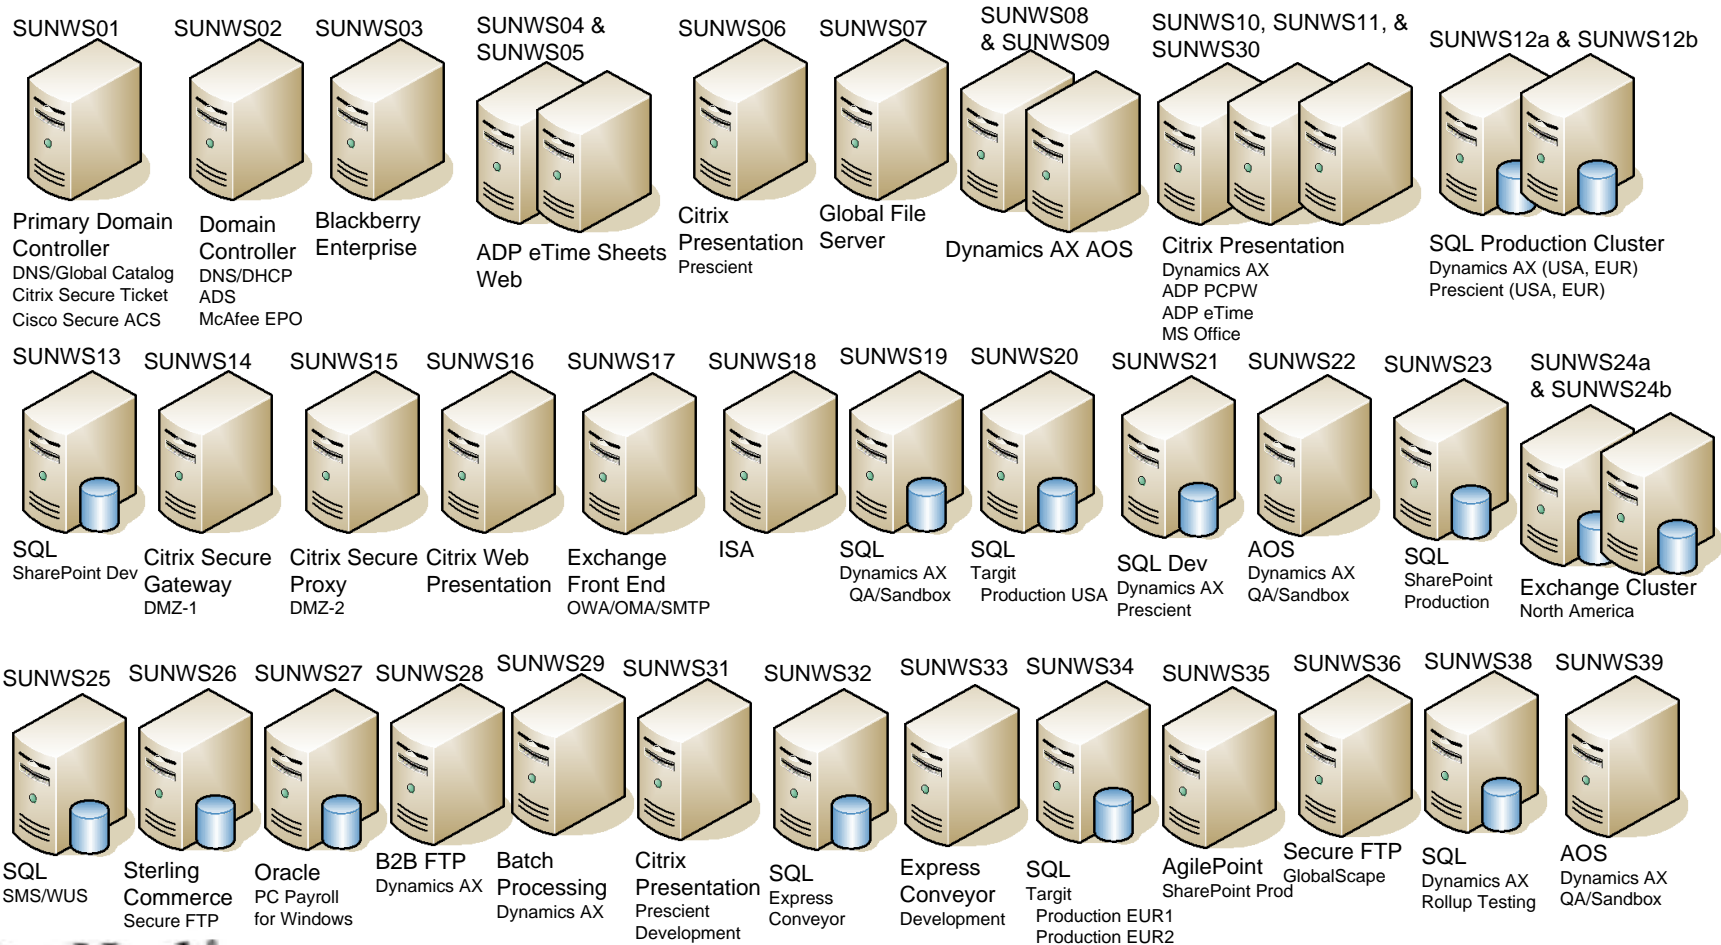 SUNWS01
Primary Domain
Controller
DNS/Global Catalog
Citrix Secure Ticket
Cisco Secure ACS
SUNWS02
Domain
Controller
DNS/DHCP
ADS
McAfee EPO
SUNWS03
Blackberry
Enterprise
SUNWS04 &
SUNWS05
ADP eTime Sheets
Web
SUNWS06
Citrix
Presentation
Prescient
SUNWS07
Global File
Server
SUNWS08
& SUNWS09
Dynamics AX AOS
SUNWS10, SUNWS11, &
SUNWS30
Citrix Presentation
Dynamics AX
ADP PCPW
ADP eTime
MS Office
SUNWS12a & SUNWS12b
SQL Production Cluster
Dynamics AX (USA, EUR)
Prescient (USA, EUR)
SUNWS13
SQL
SharePoint Dev
SUNWS14
Citrix Secure
Gateway
DMZ-1
SUNWS15
Citrix Secure
Proxy
DMZ-2
SUNWS16
Citrix Web
Presentation
SUNWS17
Exchange
Front End
OWA/OMA/SMTP
SUNWS18
ISA
SUNWS19
SQL
Dynamics AX
QA/Sandbox
SUNWS20
SQL
Targit
Production USA
SUNWS21
SQL Dev
Dynamics AX
Prescient
SUNWS22
AOS
Dynamics AX
QA/Sandbox
SUNWS23
SQL
SharePoint
Production
SUNWS24a
& SUNWS24b
Exchange Cluster
North America
SUNWS25
SQL
SMS/WUS
SUNWS26
Sterling
Commerce
Secure FTP
SUNWS27
Oracle
PC Payroll
for Windows
SUNWS28
B2B FTP
Dynamics AX
SUNWS29
Batch
Processing
Dynamics AX
SUNWS31
Citrix
Presentation
Prescient
Development
SUNWS32
SQL
Express
Conveyor
SUNWS33
Express
Conveyor
Development
SUNWS34
SQL
Targit
Production EUR1
Production EUR2
SUNWS35
AgilePoint
SharePoint Prod
SUNWS36
Secure FTP
GlobalScape
SUNWS38
SQL
Dynamics AX
Rollup Testing
SUNWS39
AOS
Dynamics AX
QA/Sandbox